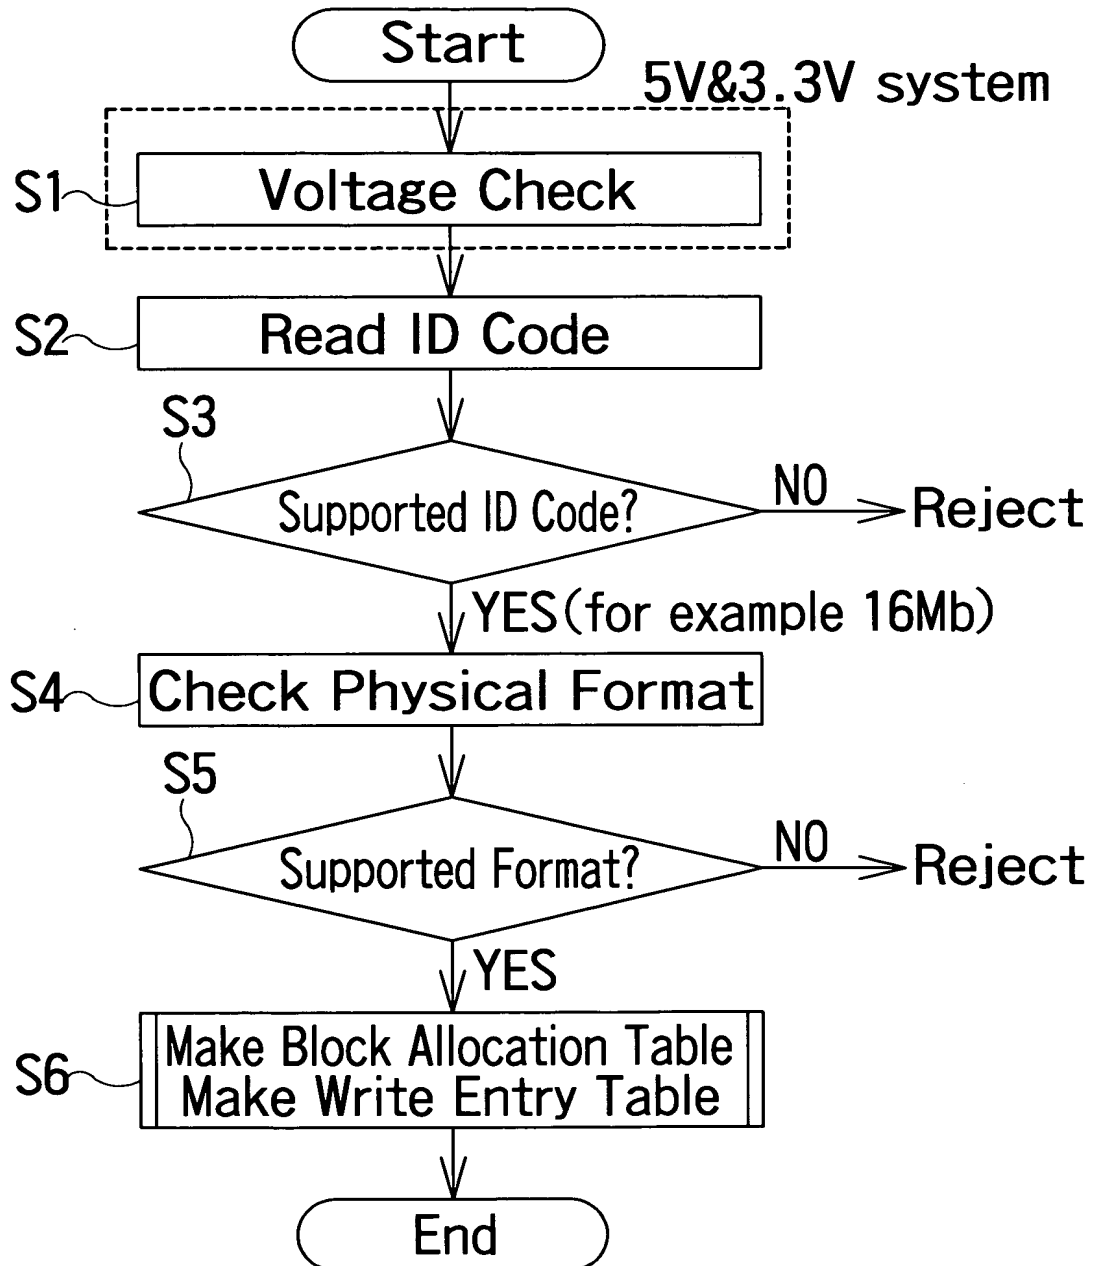 Start
5V&3.3V system
S1
Voltage Check
S2
Read ID Code
S3
Supported ID Code?
NO
Reject
YES(for example 16Mb)
S4
Check Physical Format
S5
Supported Format?
NO
Reject
YES
S6
Make Block Allocation Table
Make Write Entry Table
End